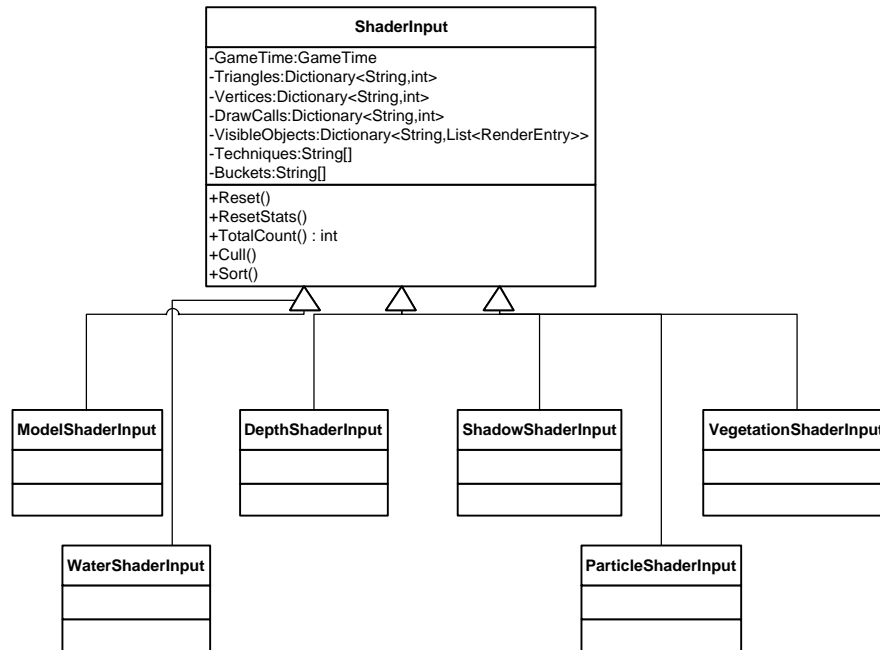 ShaderInput
-GameTime:GameTime
-Triangles:Dictionary<String,int>
-Vertices:Dictionary<String,int>
-DrawCalls:Dictionary<String,int>
-VisibleObjects:Dictionary<String,List<RenderEntry>>
-Techniques:String[]
-Buckets:String[]
+Reset()
+ResetStats()
+TotalCount() : int
+Cull()
+Sort()
ModelShaderInput
DepthShaderInput
ShadowShaderInput
VegetationShaderInput
WaterShaderInput
ParticleShaderInput